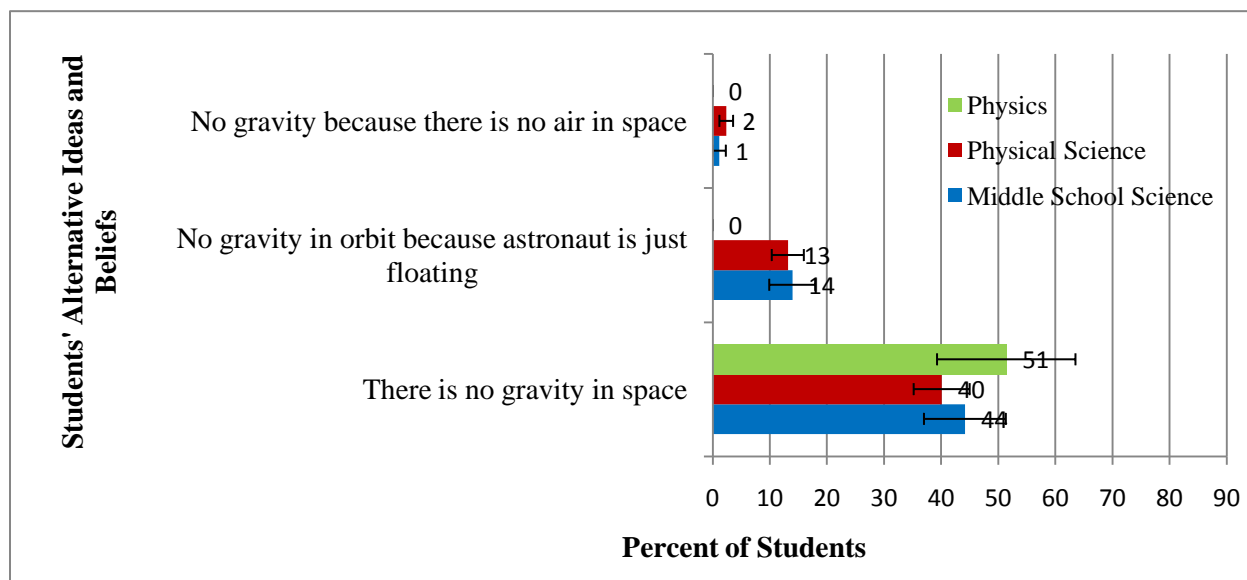 Students' Alternative Ideas and
Beliefs
No gravity because there is no air in space
0
2
1
No gravity in orbit because astronaut is just
floating
0
13
14
There is no gravity in space
51
40
44
Physics
Physical Science
Middle School Science
0 10 20 30 40 50 60 70 80 90
Percent of Students